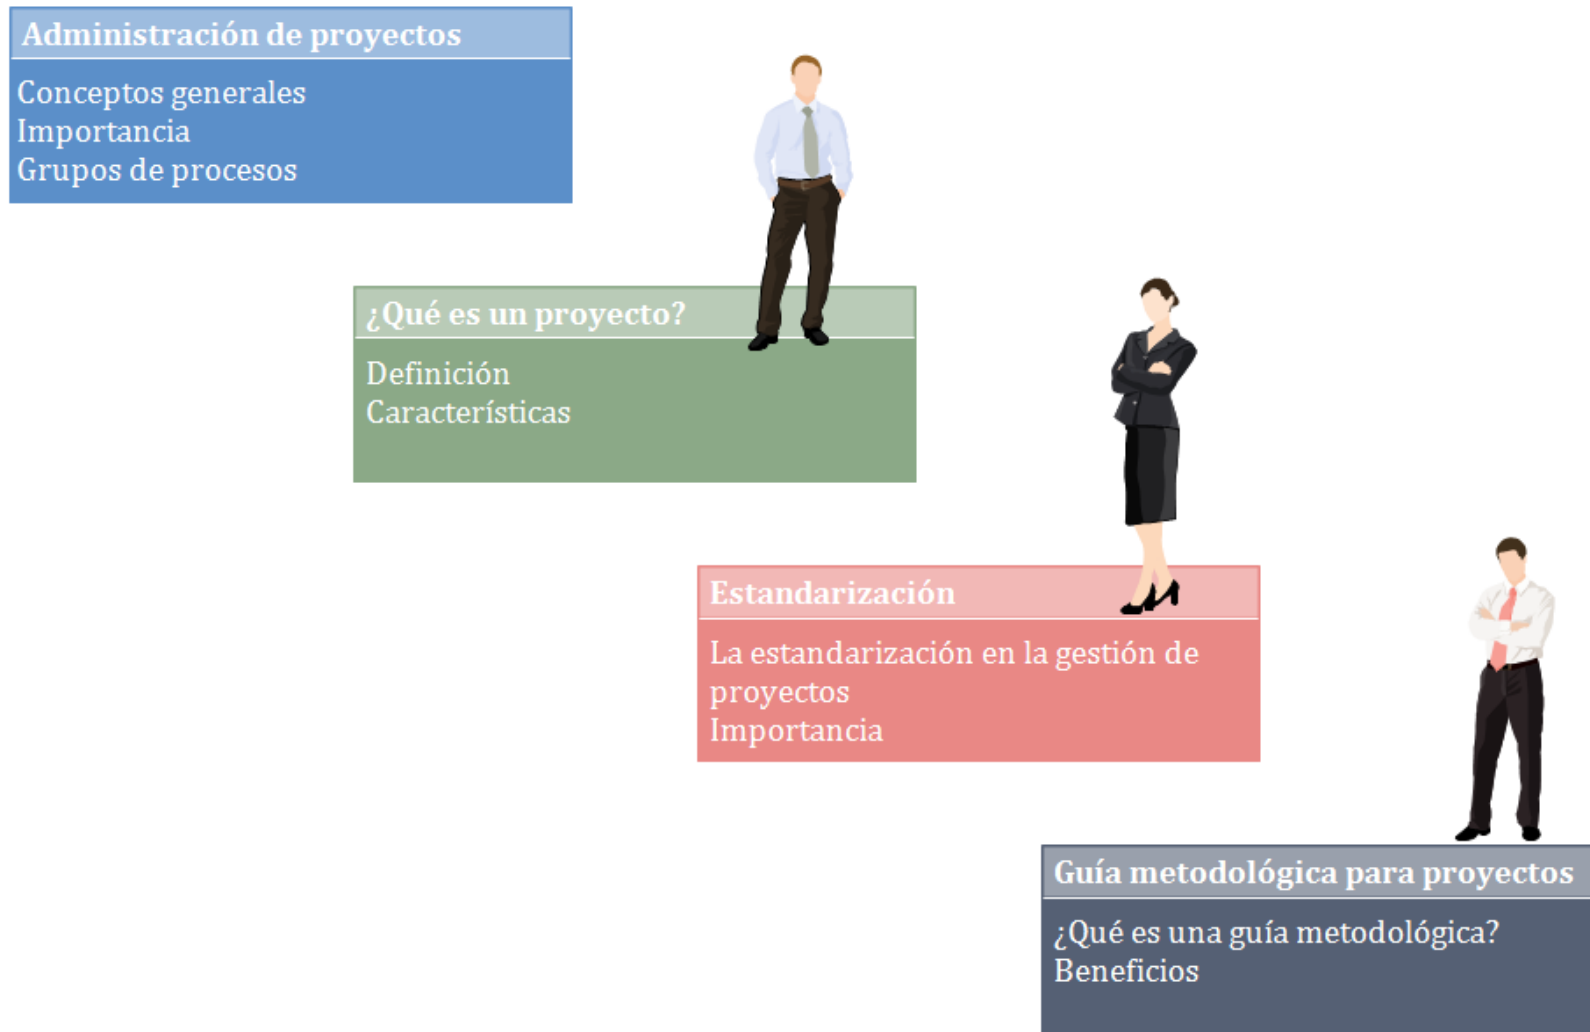 Administración de proyectos
Conceptos generales
Importancia
Grupos de procesos
¿Qué es un proyecto?
Definición
Características
Estandarización
La estandarización en la gestión de
proyectos
Importancia
Guía metodológica para proyectos
¿Qué es una guía metodológica?
Beneficios